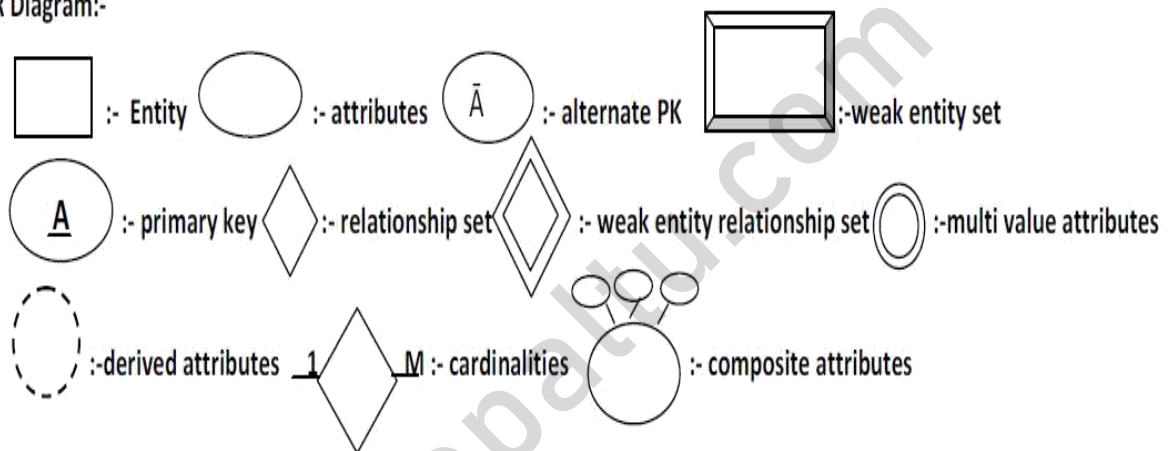 Diagram:-
:- Entity :- attributes Ā :- alternate PK :-weak entity set
A :- primary key :- relationship set :- weak entity relationship set :-multi value attributes
:-derived attributes 1 M :- cardinalities :- composite attributes